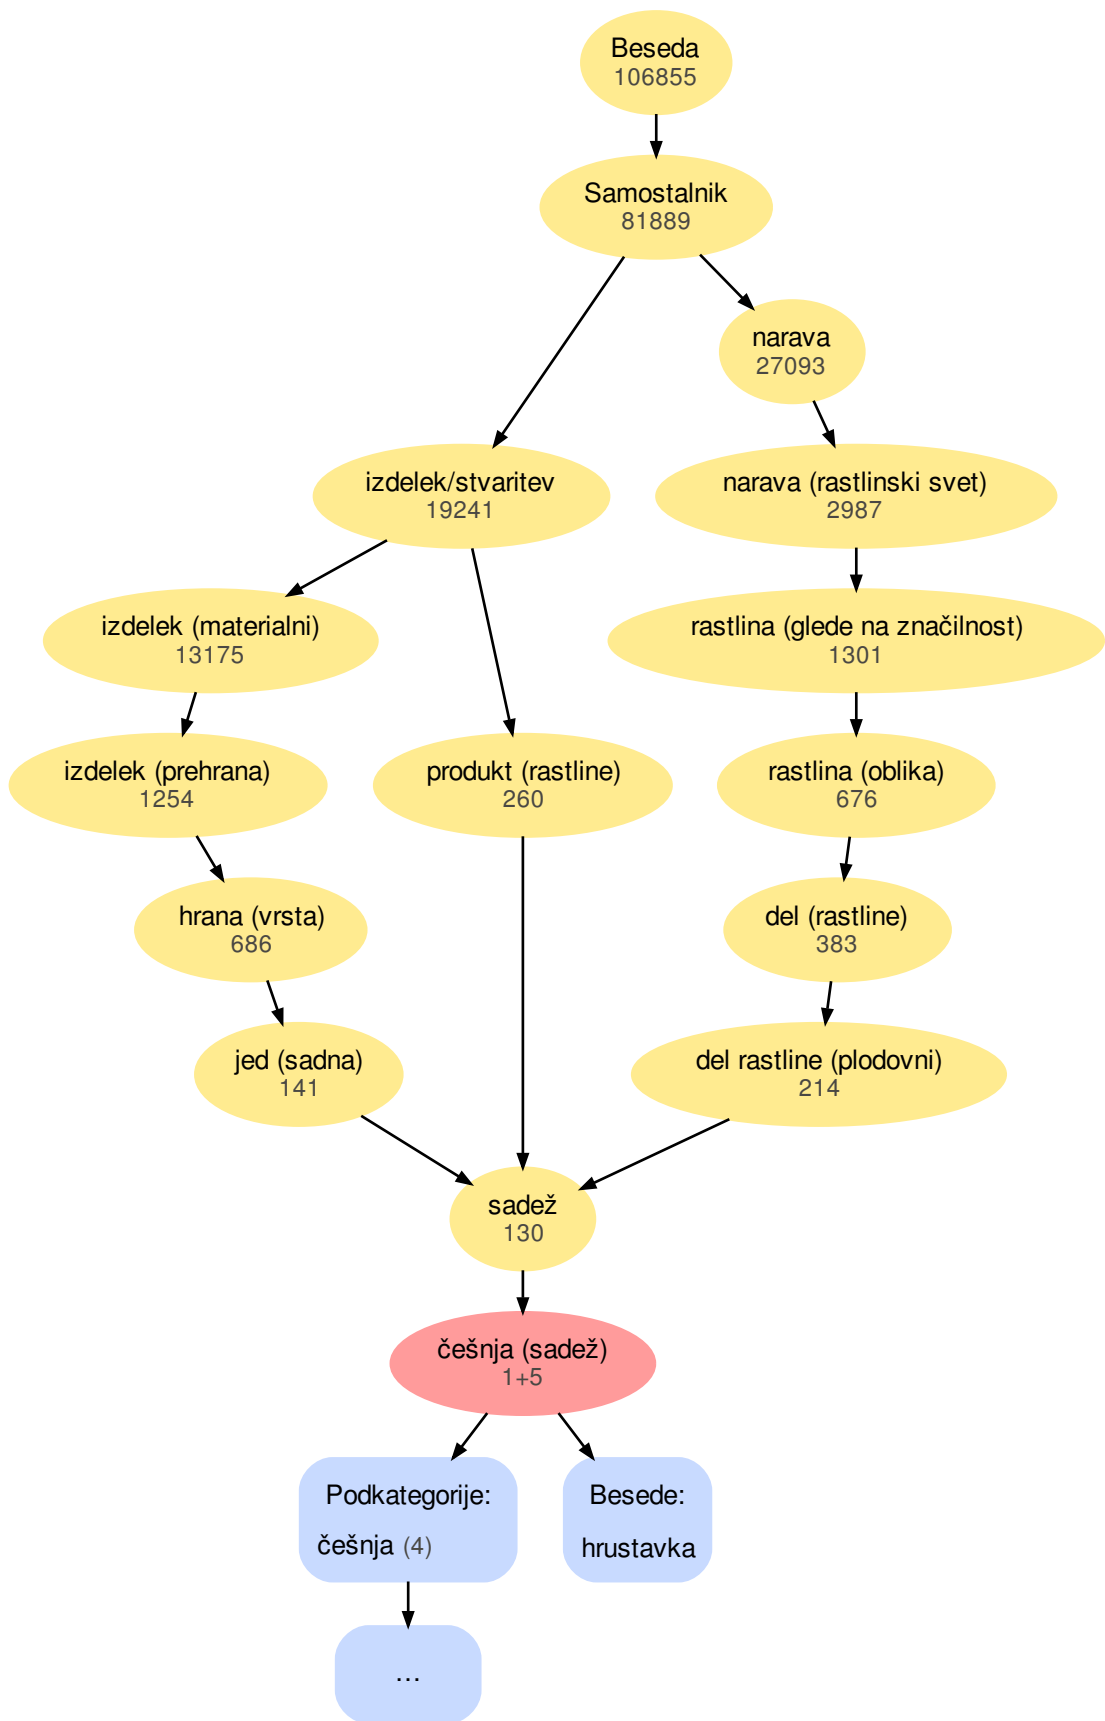 Beseda
106855
Samostalnik
81889
narava
27093
izdelek/stvaritev
19241
narava (rastlinski svet)
2987
izdelek (materialni)
13175
rastlina (glede na značilnost)
1301
izdelek (prehrana)
1254
produkt (rastline)
260
rastlina (oblika)
676
hrana (vrsta)
686
del (rastline)
383
jed (sadna)
141
del rastline (plodovni)
214
sadež
130
češnja (sadež)
1+5
Podkategorije:
češnja (4)
Besede:
hrustavka
...